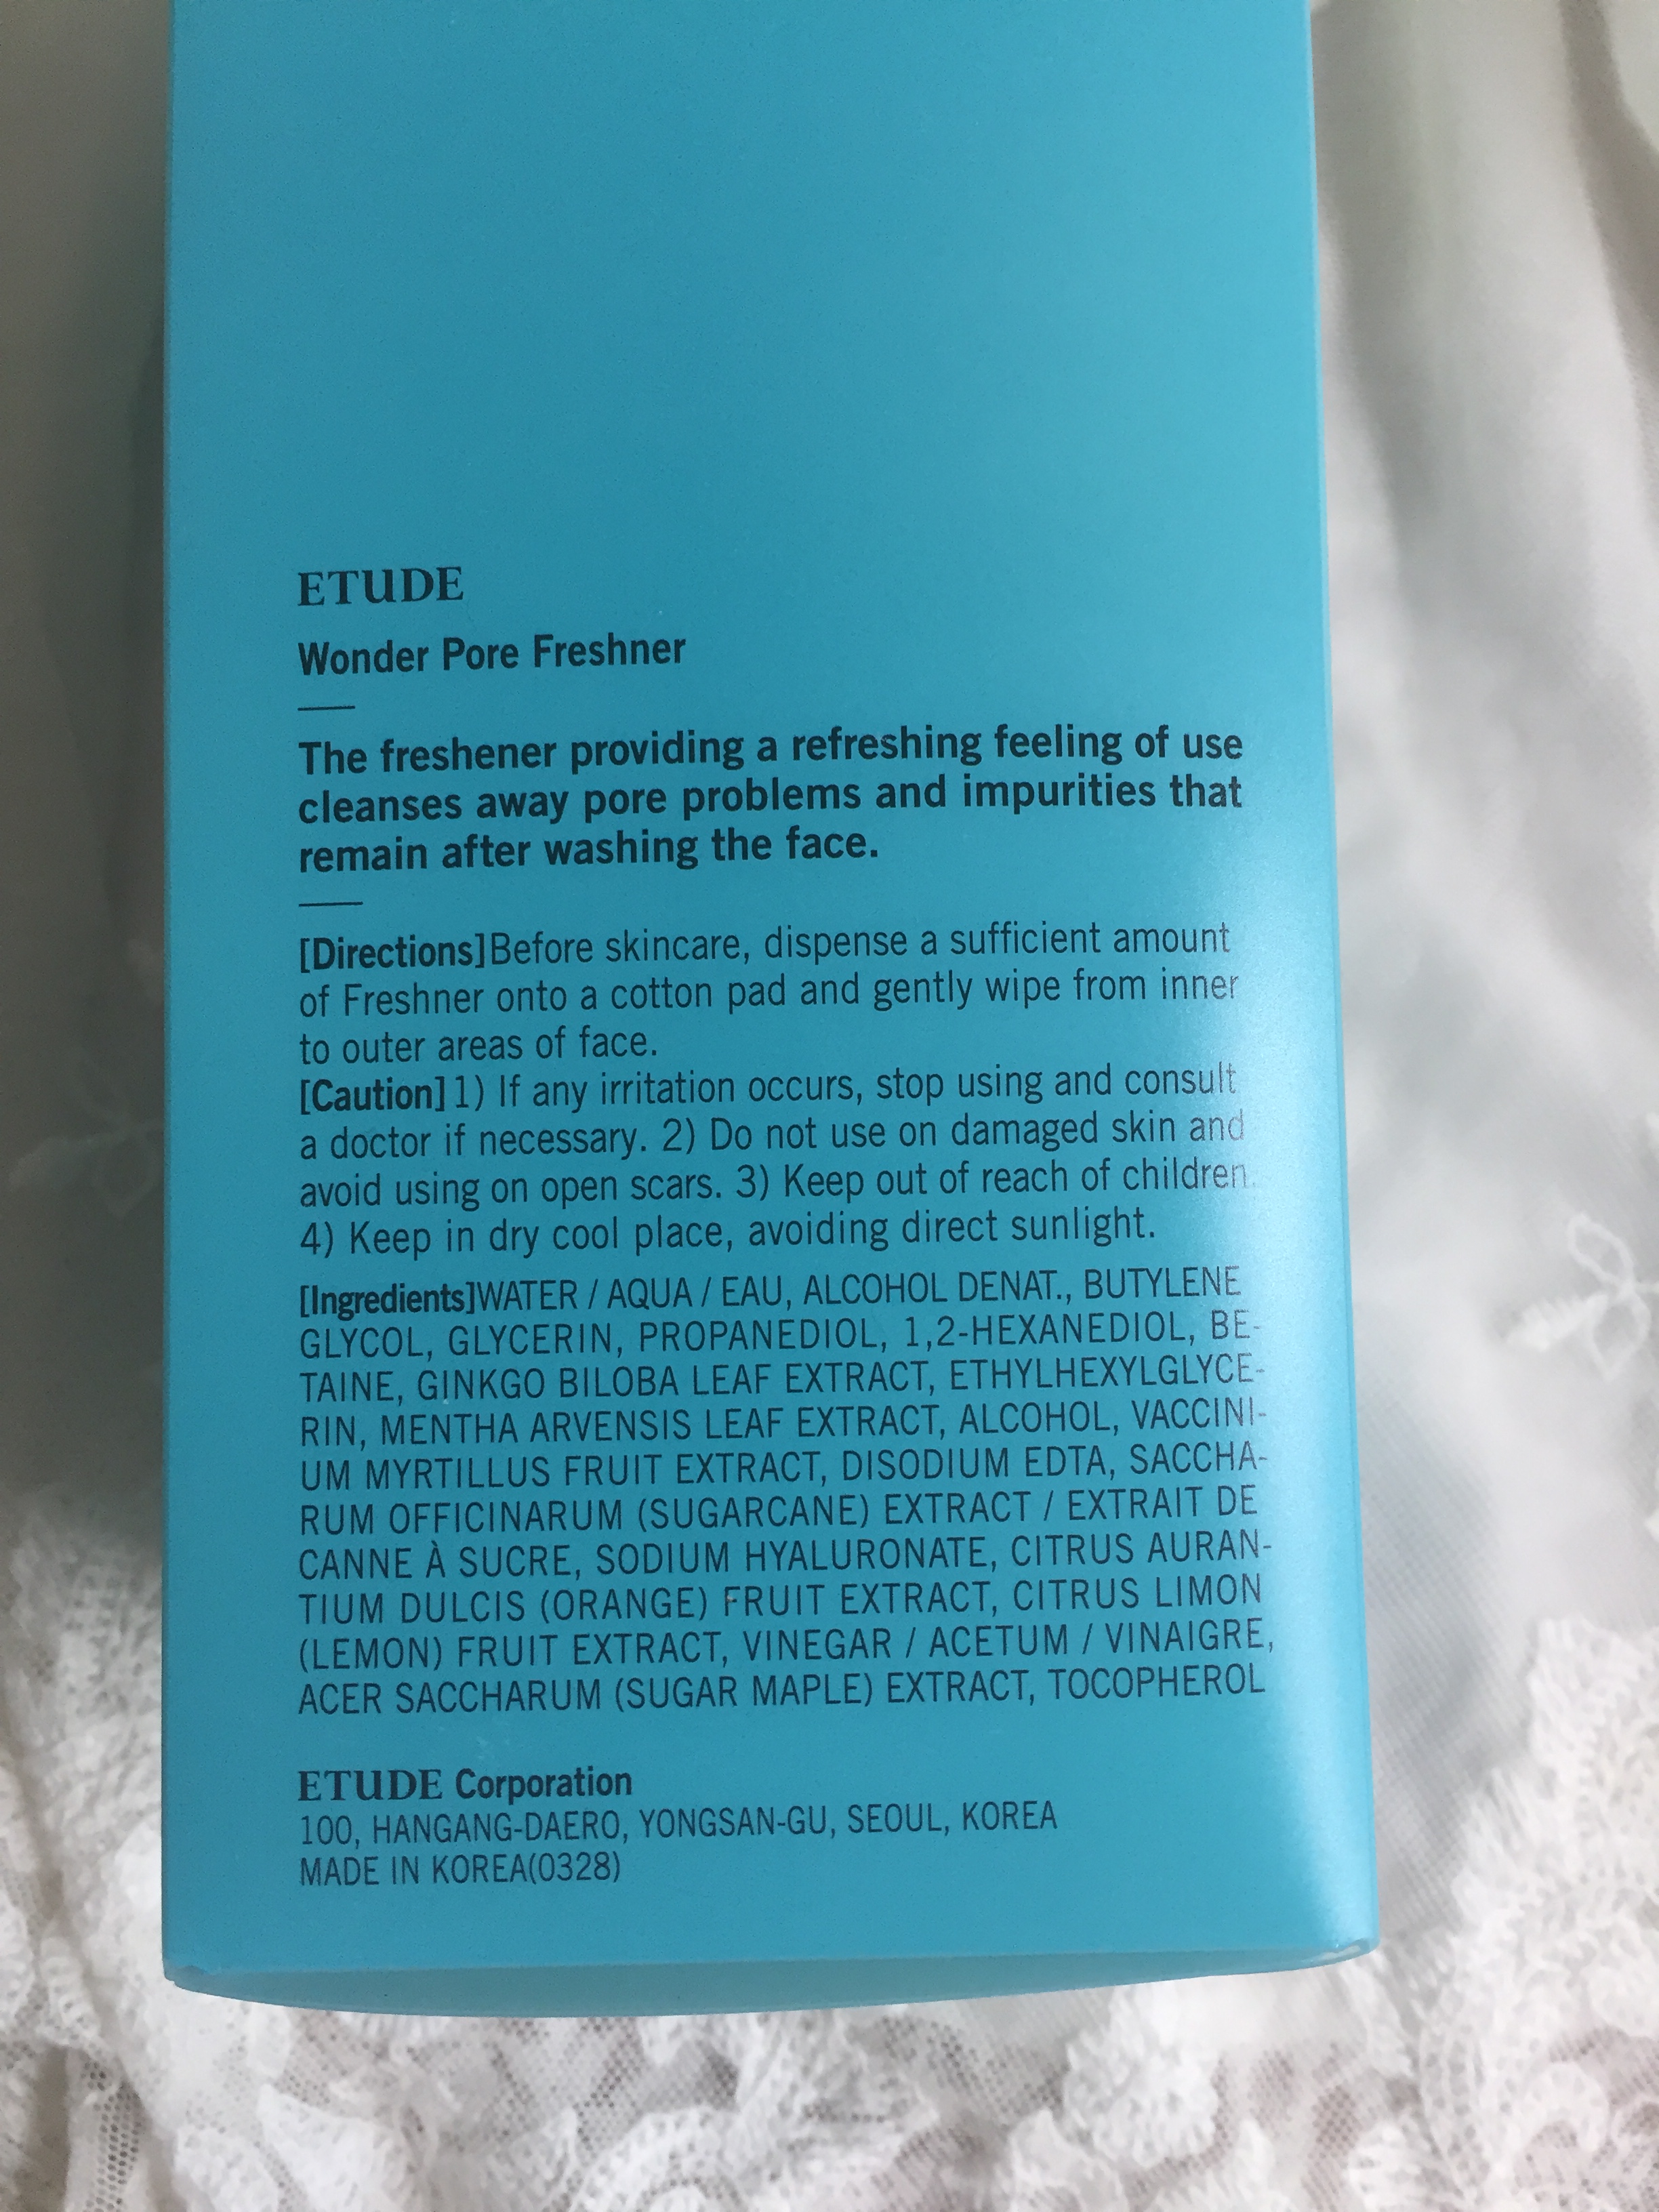 ETUDE
Wonder Pore Freshner
The freshener providing a refreshing feeling of use
cleanses away pore problems and impurities that
remain after washing the face.
[Directions]Before skincare, dispense a sufficient amount
of Freshner onto a cotton pad and gently wipe from inner
to outer areas of face.
[Caution]1) If any irritation occurs, stop using and consult
a doctor if necessary. 2) Do not use on damaged skin and
avoid using on open scars. 3) Keep out of reach of children.
4) Keep in dry cool place, avoiding direct sunlight.
[Ingredients]WATER / AQUA / EAU, ALCOHOL DENAT., BUTYLENE
GLYCOL, GLYCERIN, PROPANEDIOL, 1,2-HEXANEDIOL, BE-
TAINE, GINKGO BILOBA LEAF EXTRACT, ETHYLHEXYLGLYCE-
RIN, MENTHA ARVENSIS LEAF EXTRACT, ALCOHOL, VACCINI-
UM MYRTILLUS FRUIT EXTRACT, DISODIUM EDTA, SACCHA-
RUM OFFICINARUM (SUGARCANE) EXTRACT / EXTRAIT DE
CANNE À SUCRE, SODIUM HYALURONATE, CITRUS AURAN-
TIUM DULCIS (ORANGE) FRUIT EXTRACT, CITRUS LIMON
(LEMON) FRUIT EXTRACT, VINEGAR / ACETUM / VINAIGRE,
ACER SACCHARUM (SUGAR MAPLE) EXTRACT, TOCOPHEROL
ETUDE Corporation
100, HANGANG-DAERO, YONGSAN-GU, SEOUL, KOREA
MADE IN KOREA(0328)